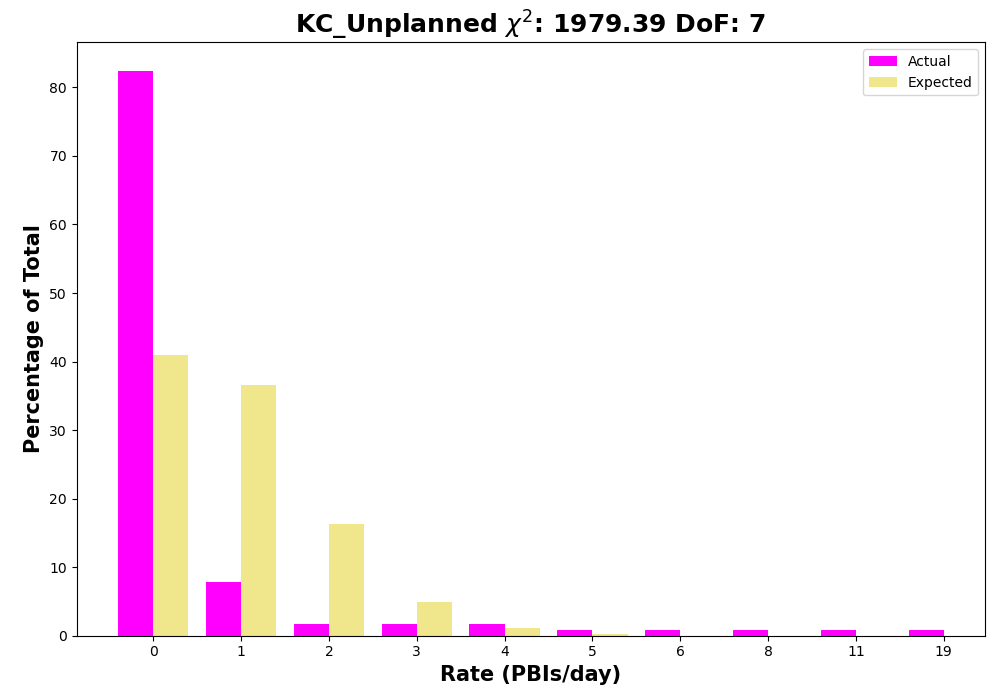 KC_Unplanned χ²: 1979.39 DoF: 7
Actual
Expected
Percentage of Total
80
70
60
50
40
30
20
10
0
0 1 2 3 4 5 6 8 11 19
Rate (PBIs/day)